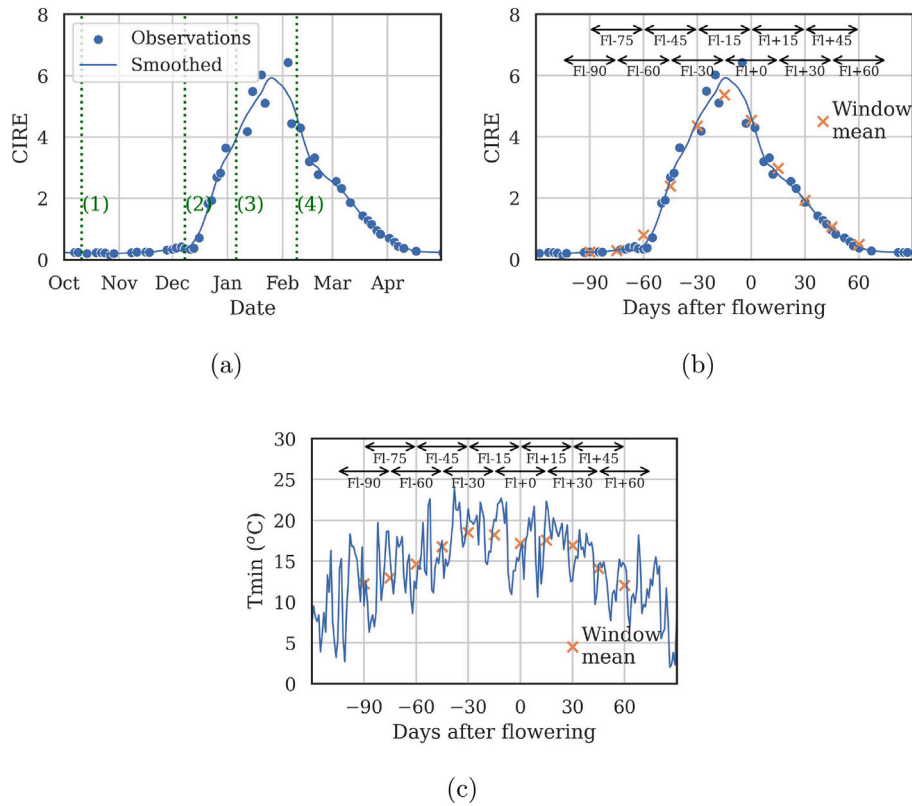 8
6
4
2
0
CIRE
Observations
Smoothed
(1)
(2)
(3)
(4)
Oct
Nov
Dec
Jan
Feb
Mar
Apr
Date
(a)
8
6
4
2
0
CIRE
Fl-75
Fl-45
Fl-15
Fl+15
Fl+45
Fl-90
Fl-60
Fl-30
Fl+0
Fl+30
Fl+60
Window
mean
−90
−60
−30
0
30
60
Days after flowering
(b)
30
25
20
15
10
5
0
Tmin (°C)
Fl-75
Fl-45
Fl-15
Fl+15
Fl+45
Fl-90
Fl-60
Fl-30
Fl+0
Fl+30
Fl+60
Window
mean
−90
−60
−30
0
30
60
Days after flowering
(c)